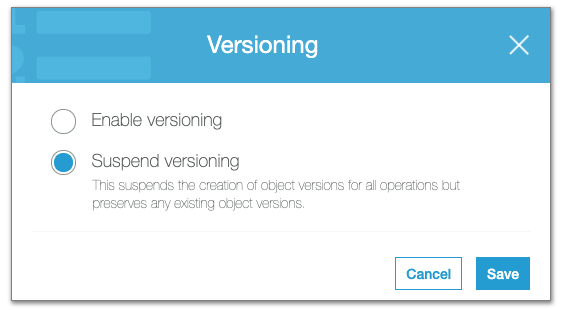 Versioning
Enable versioning
Suspend versioning
This suspends the creation of object versions for all operations but
preserves any existing object versions.
Cancel Save